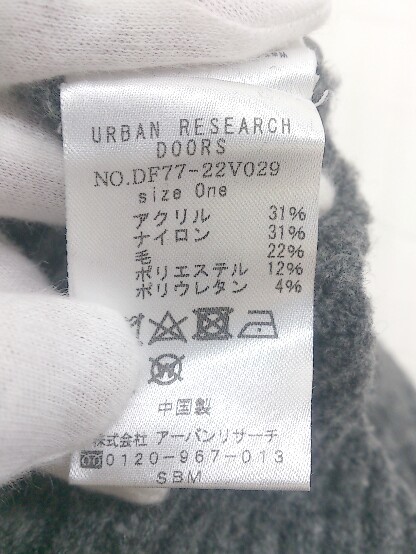 URBAN RESEARCH
DOORS
NO.DF77-22V029
size One
アクリル 31%
ナイロン 31%
毛 22%
ポリエステル 12%
ポリウレタン 4%
W
中国製
株式会社 アーバンリサーチ
0120-967-013
SBM